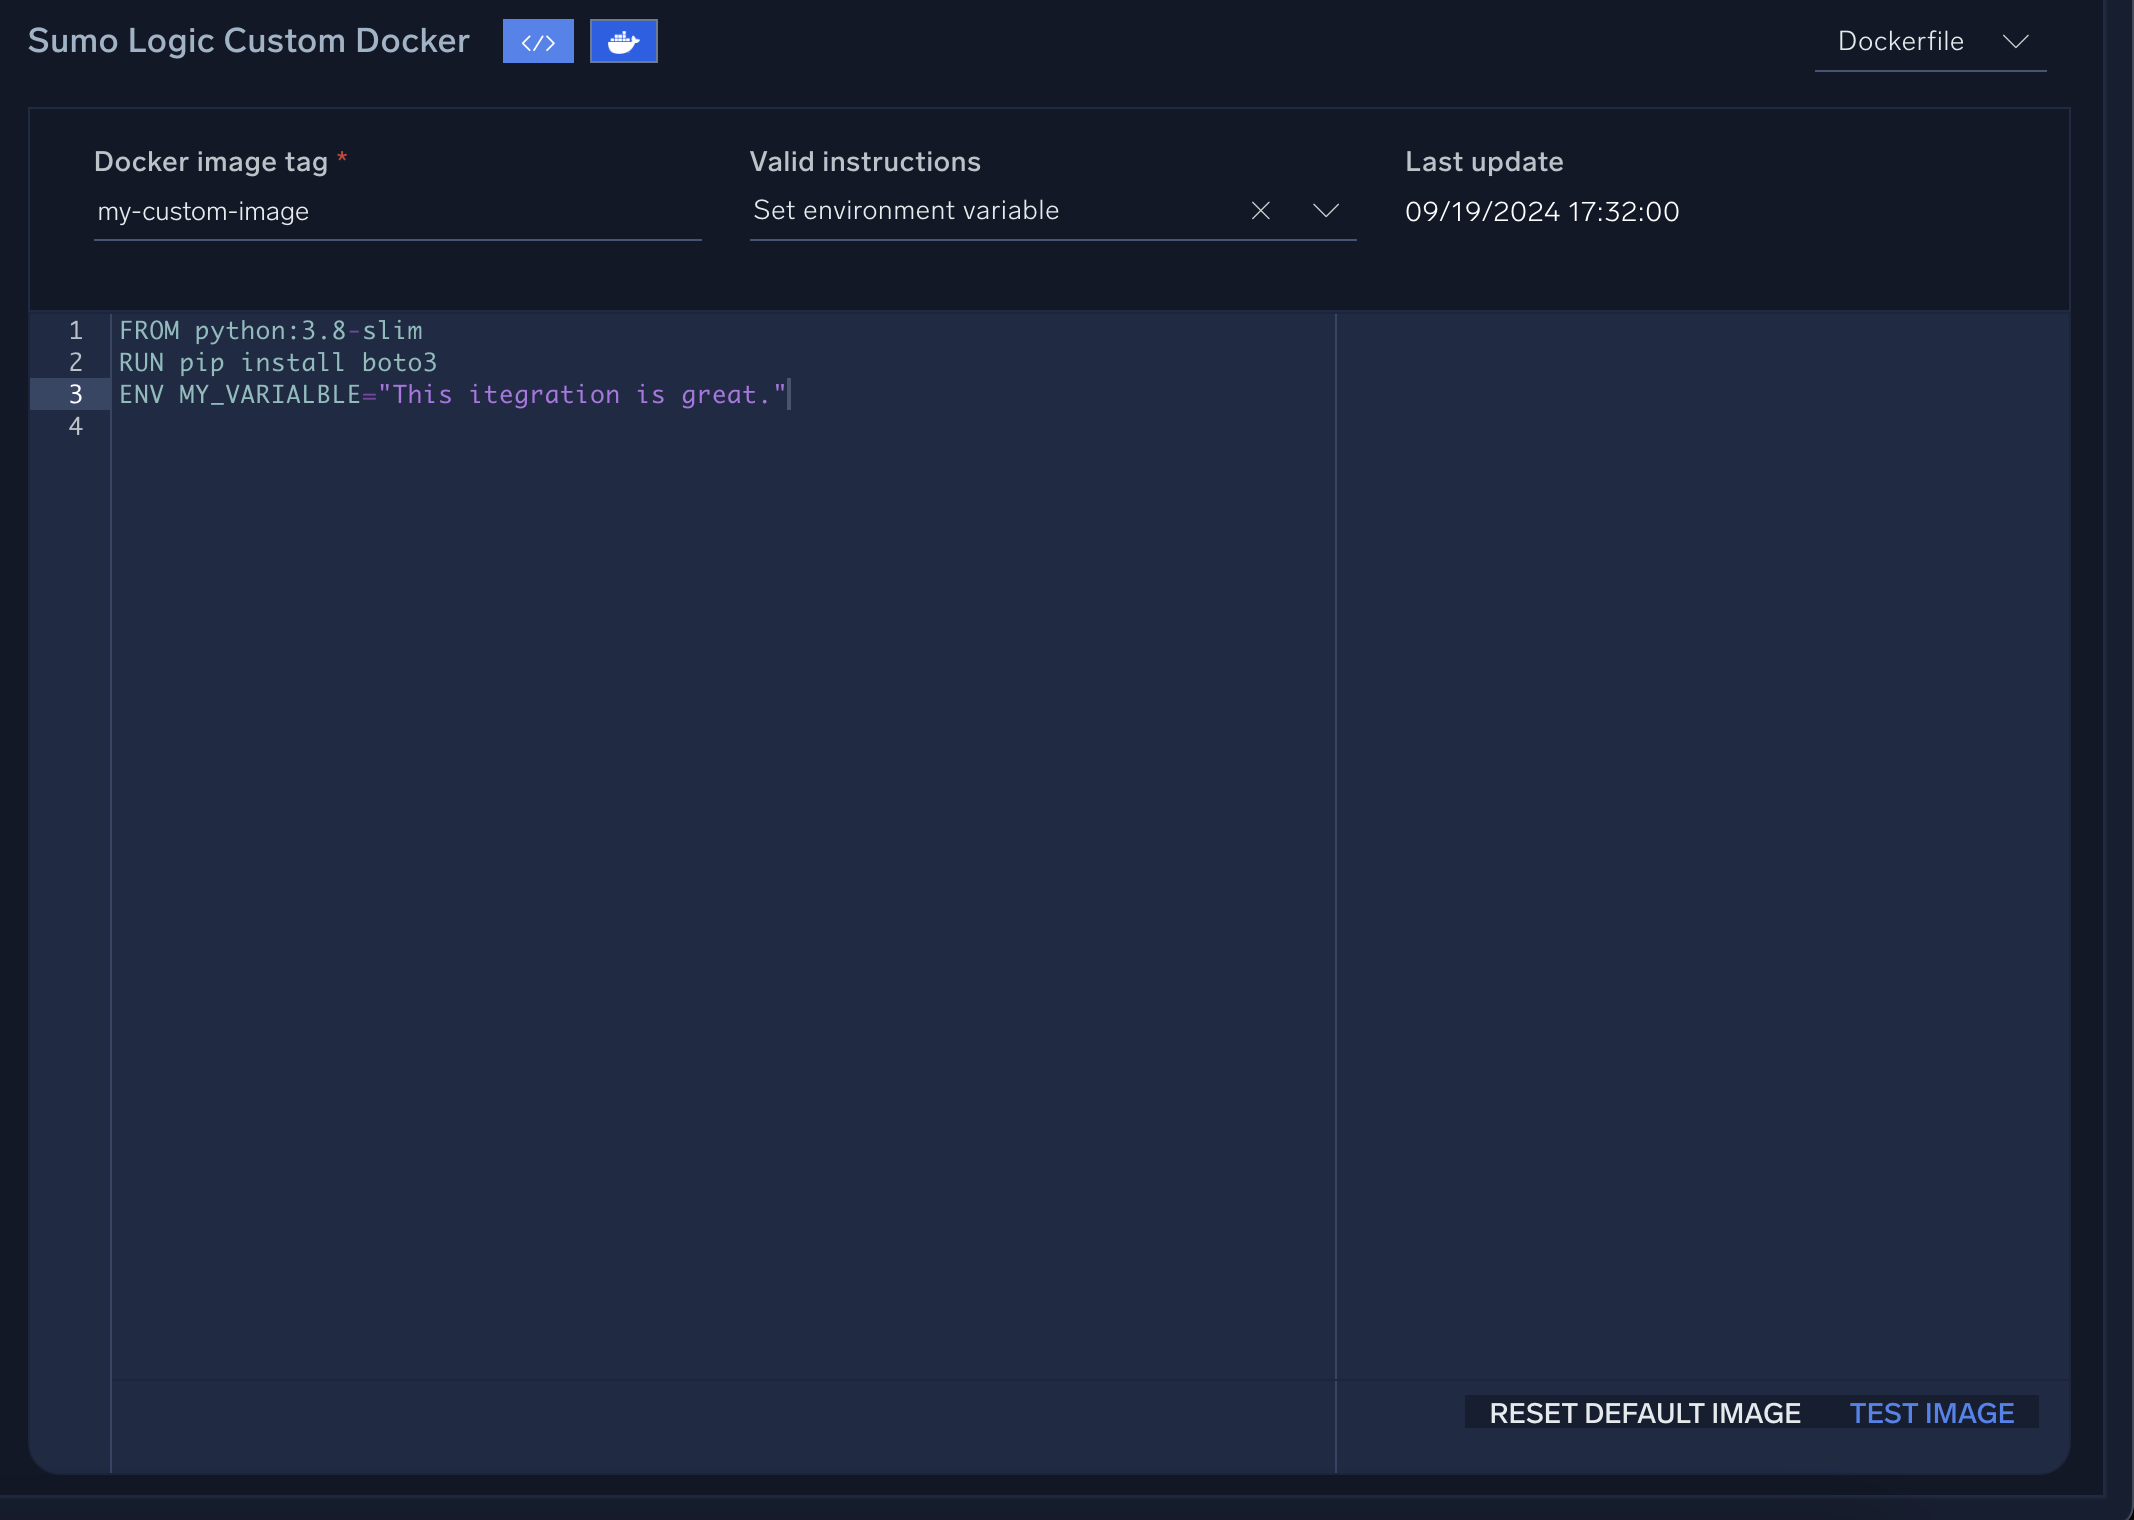 Sumo Logic Custom Docker </> Dockerfile
Docker image tag * Valid instructions Last update
my-custom-image Set environment variable 09/19/2024 17:32:00
1 FROM python:3.8-slim
2 RUN pip install boto3
3 ENV MY_VARIALBLE="This itegration is great."
4
RESET DEFAULT IMAGE TEST IMAGE